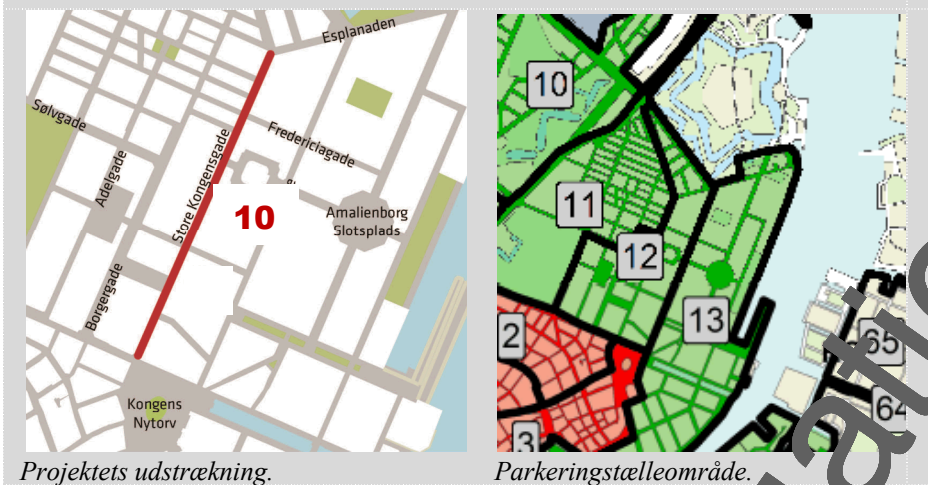 Esplanaden
Sølvgade
Fredericiagade
Adelgade
Store Kongensgade
10
Amalienborg
Slotsplads
Borgergade
Kongens
Nytorv
10
11
12
13
2
65
64
3
Projektets udstrækning.
Parkeringstælleområde.